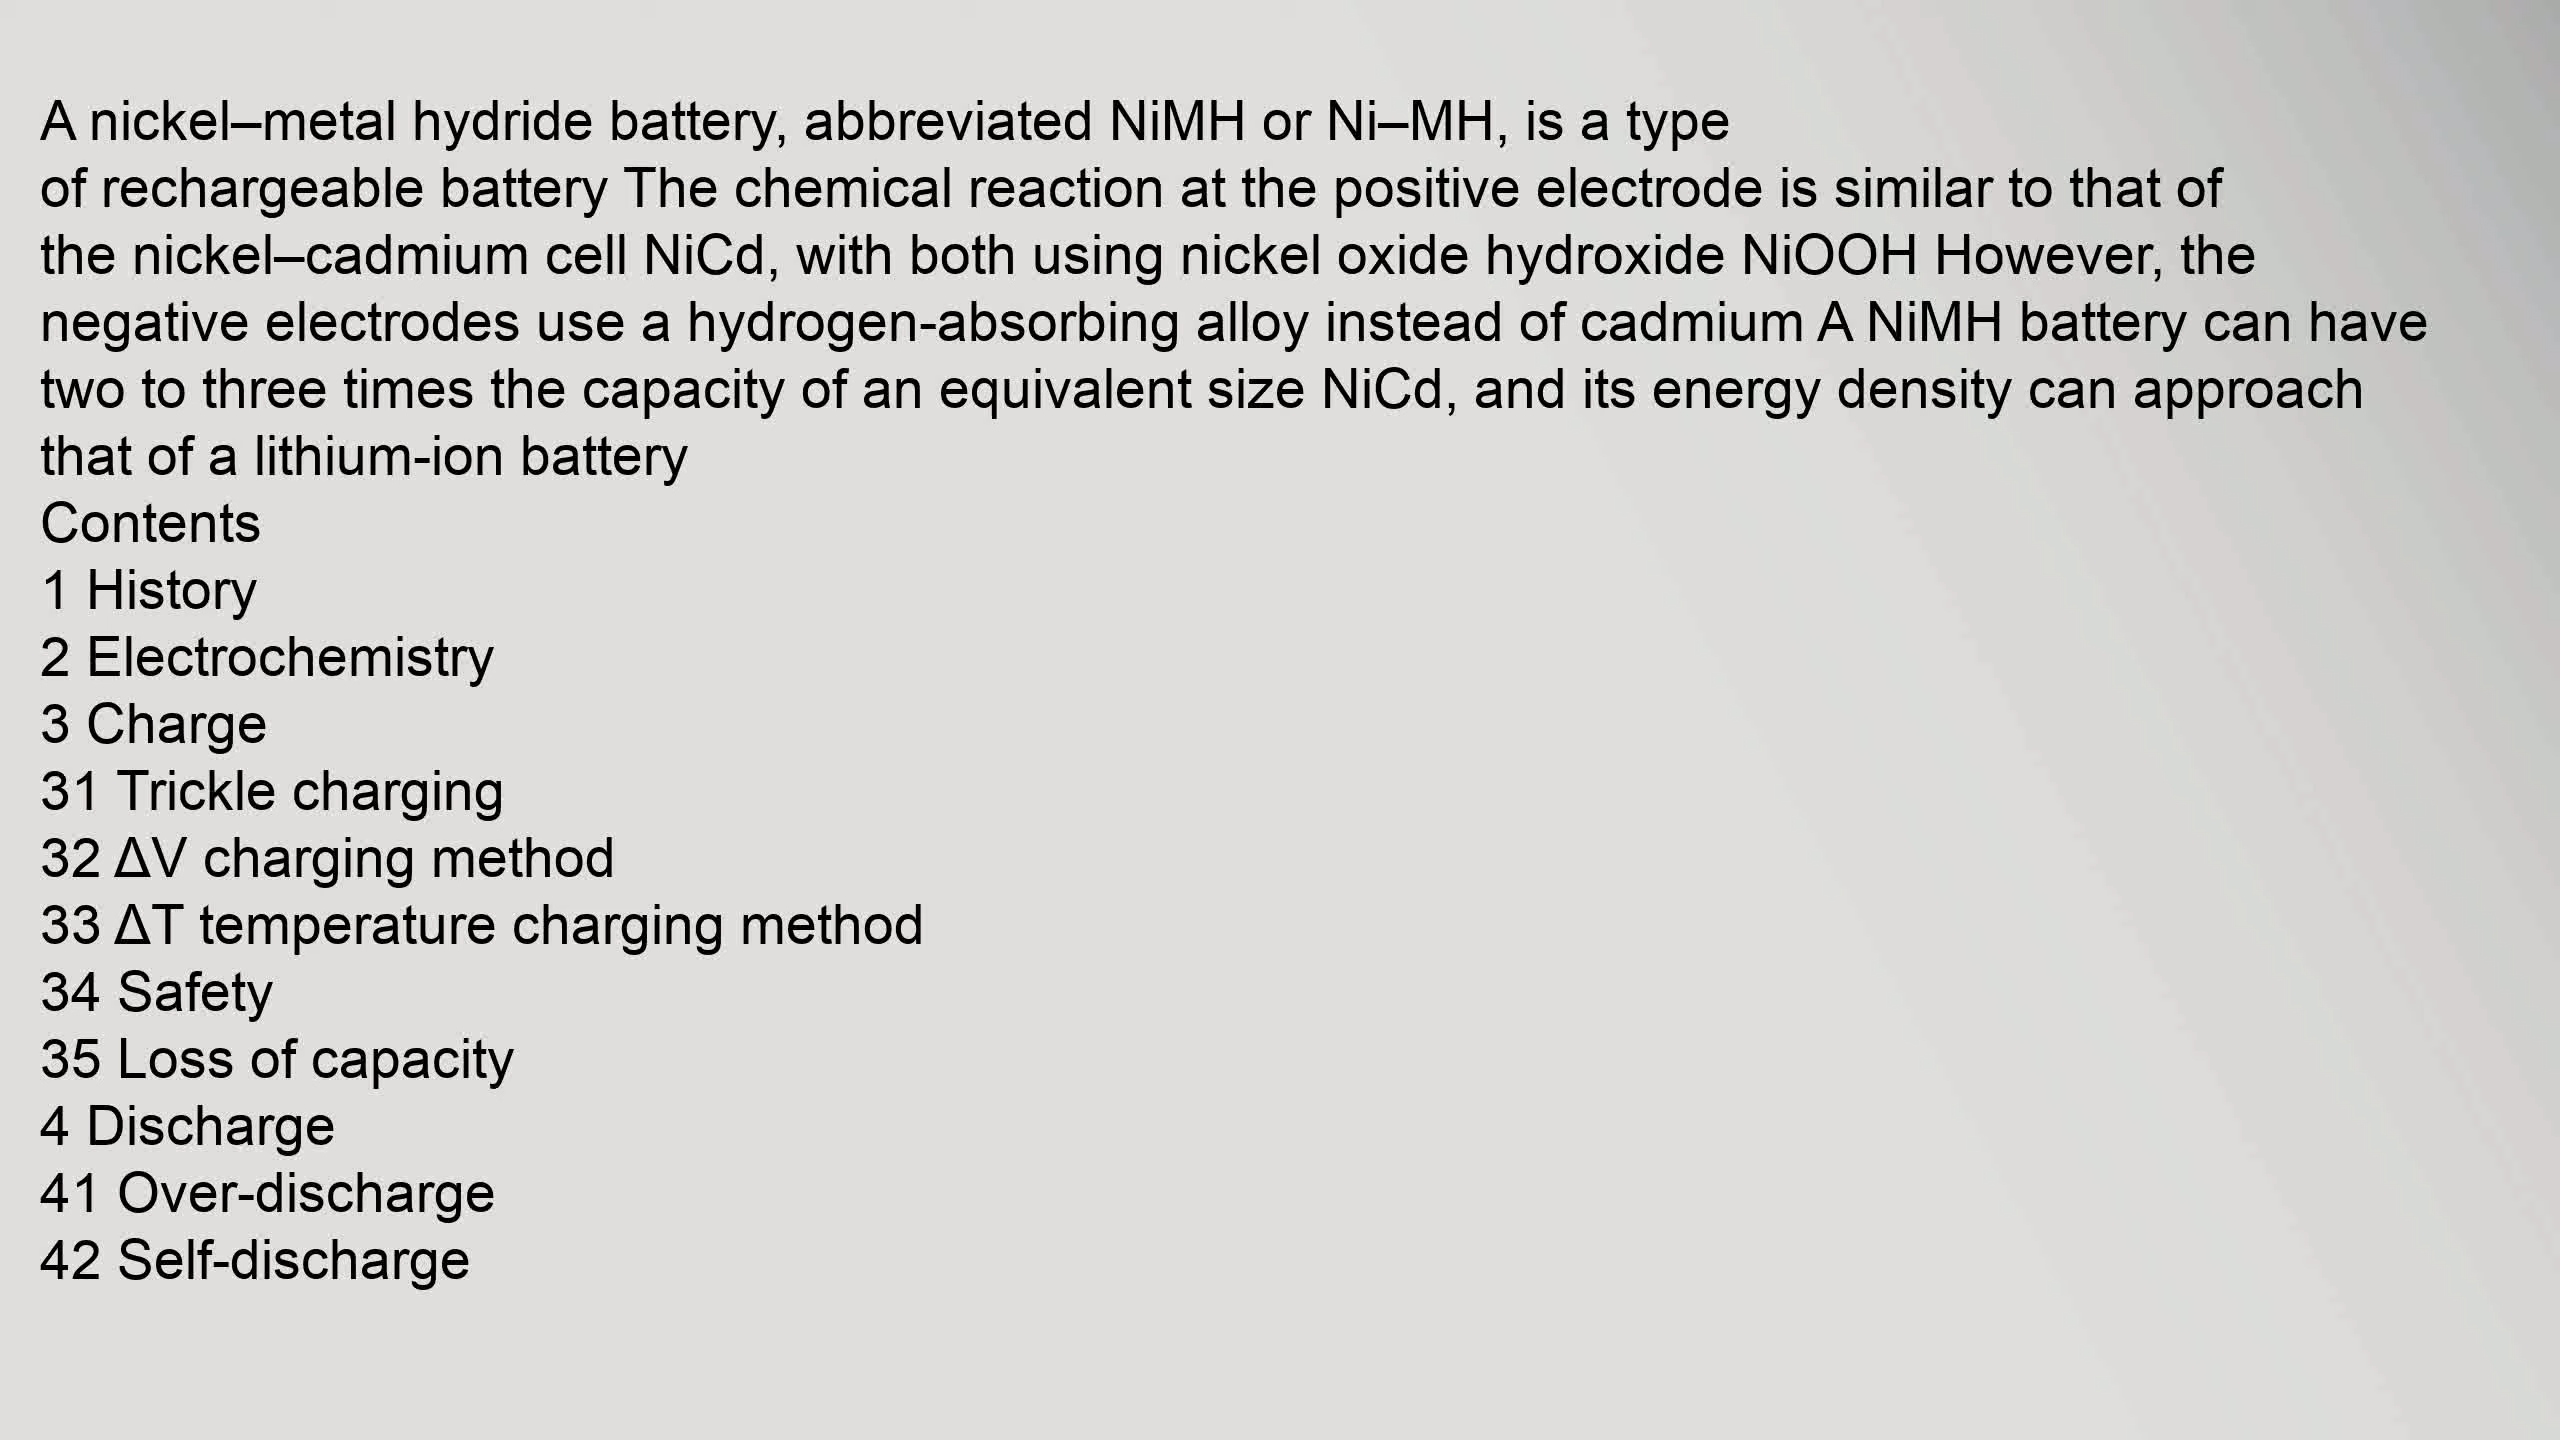 A nickel–metal hydride battery, abbreviated NiMH or Ni–MH, is a type
of rechargeable battery The chemical reaction at the positive electrode is similar to that of
the nickel–cadmium cell NiCd, with both using nickel oxide hydroxide NiOOH However, the
negative electrodes use a hydrogen-absorbing alloy instead of cadmium A NiMH battery can have
two to three times the capacity of an equivalent size NiCd, and its energy density can approach
that of a lithium-ion battery
Contents
1 History
2 Electrochemistry
3 Charge
31 Trickle charging
32 ΔV charging method
33 ΔT temperature charging method
34 Safety
35 Loss of capacity
4 Discharge
41 Over-discharge
42 Self-discharge